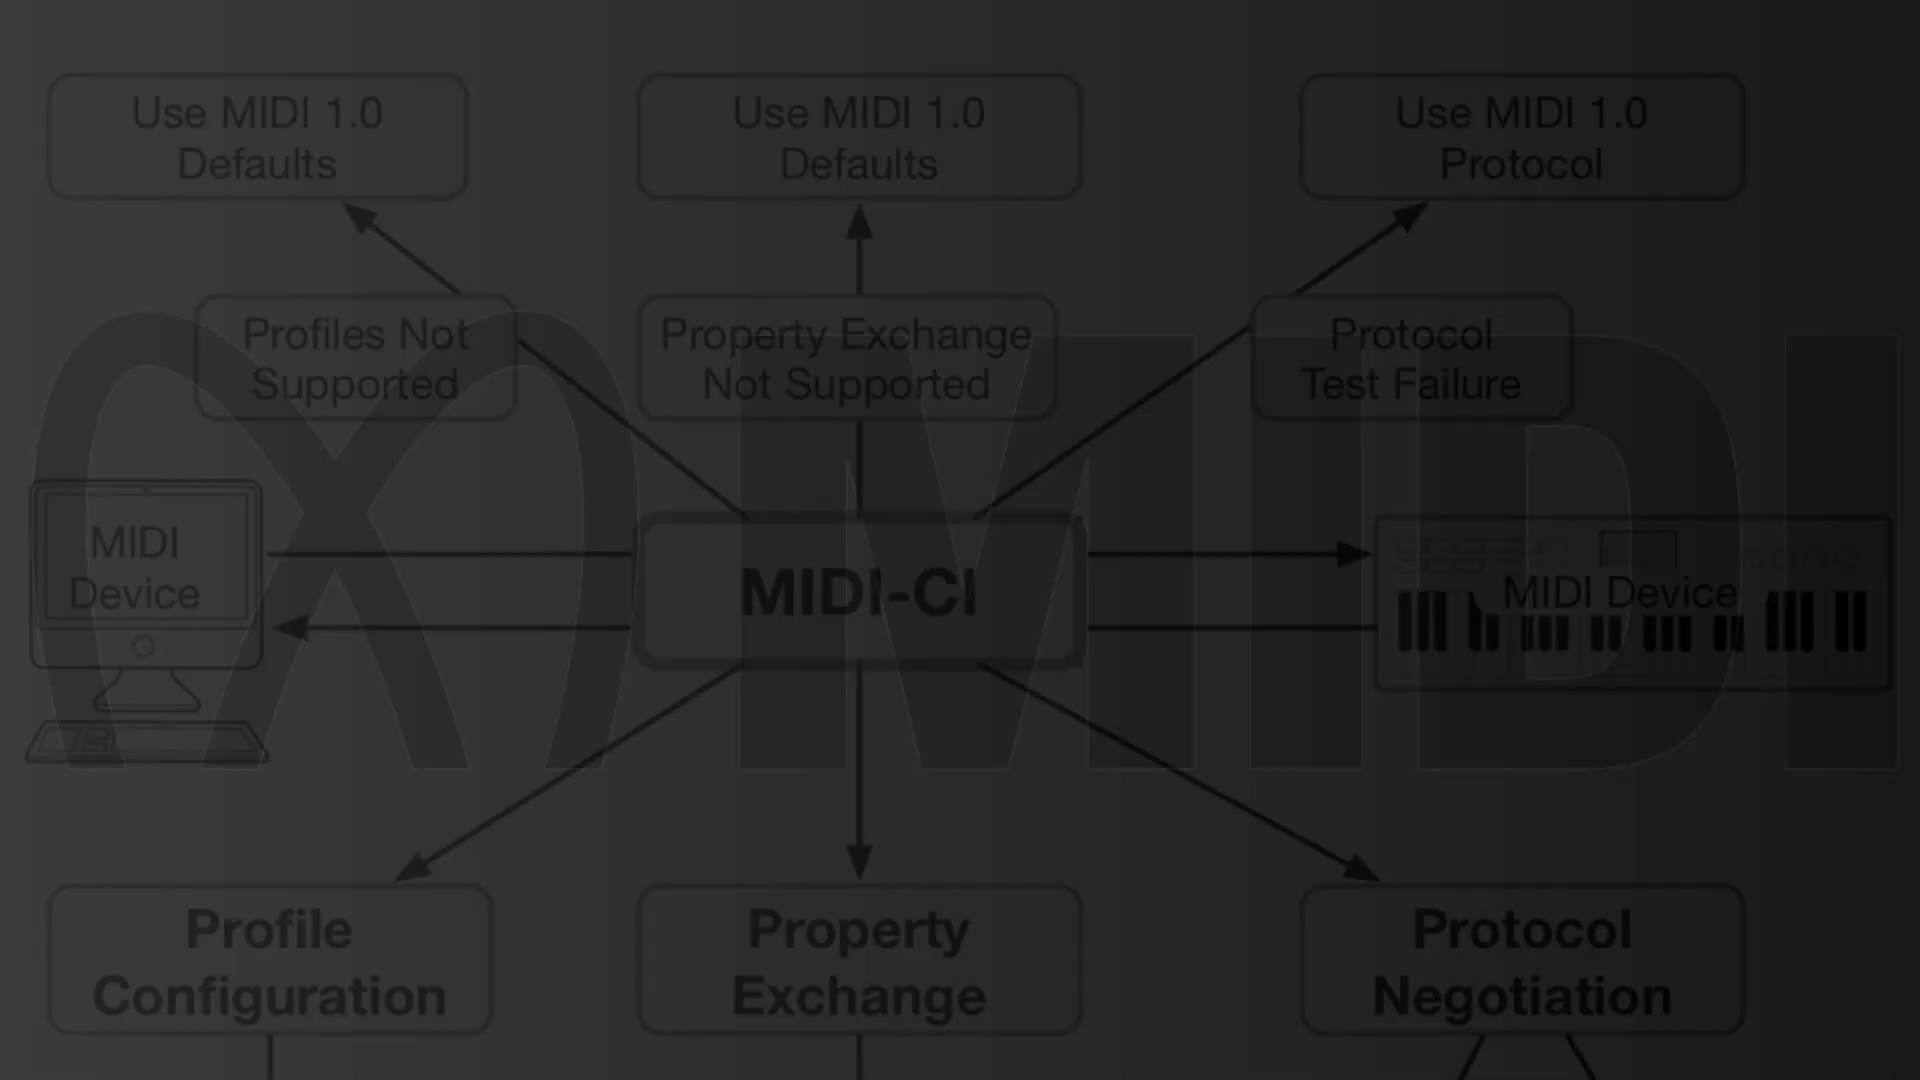 Use MIDI 1.0
Defaults
Use MIDI 1.0
Defaults
Use MIDI 1.0
Protocol
Profiles Not
Supported
Property Exchange
Not Supported
Protocol
Test Failure
MIDI
MIDI
Device
MIDI-CI
MIDI Device
Profile
Configuration
Property
Exchange
Protocol
Negotiation